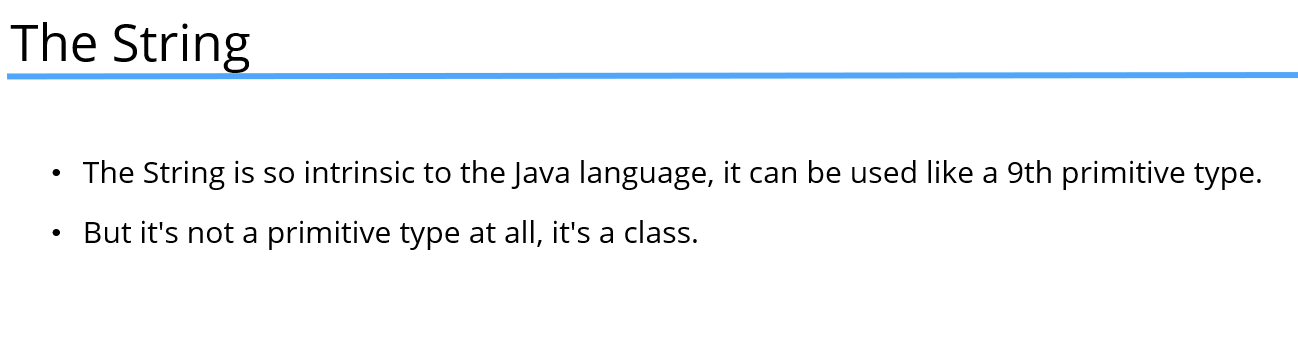 The String
• The String is so intrinsic to the Java language, it can be used like a 9th primitive type.
• But it's not a primitive type at all, it's a class.